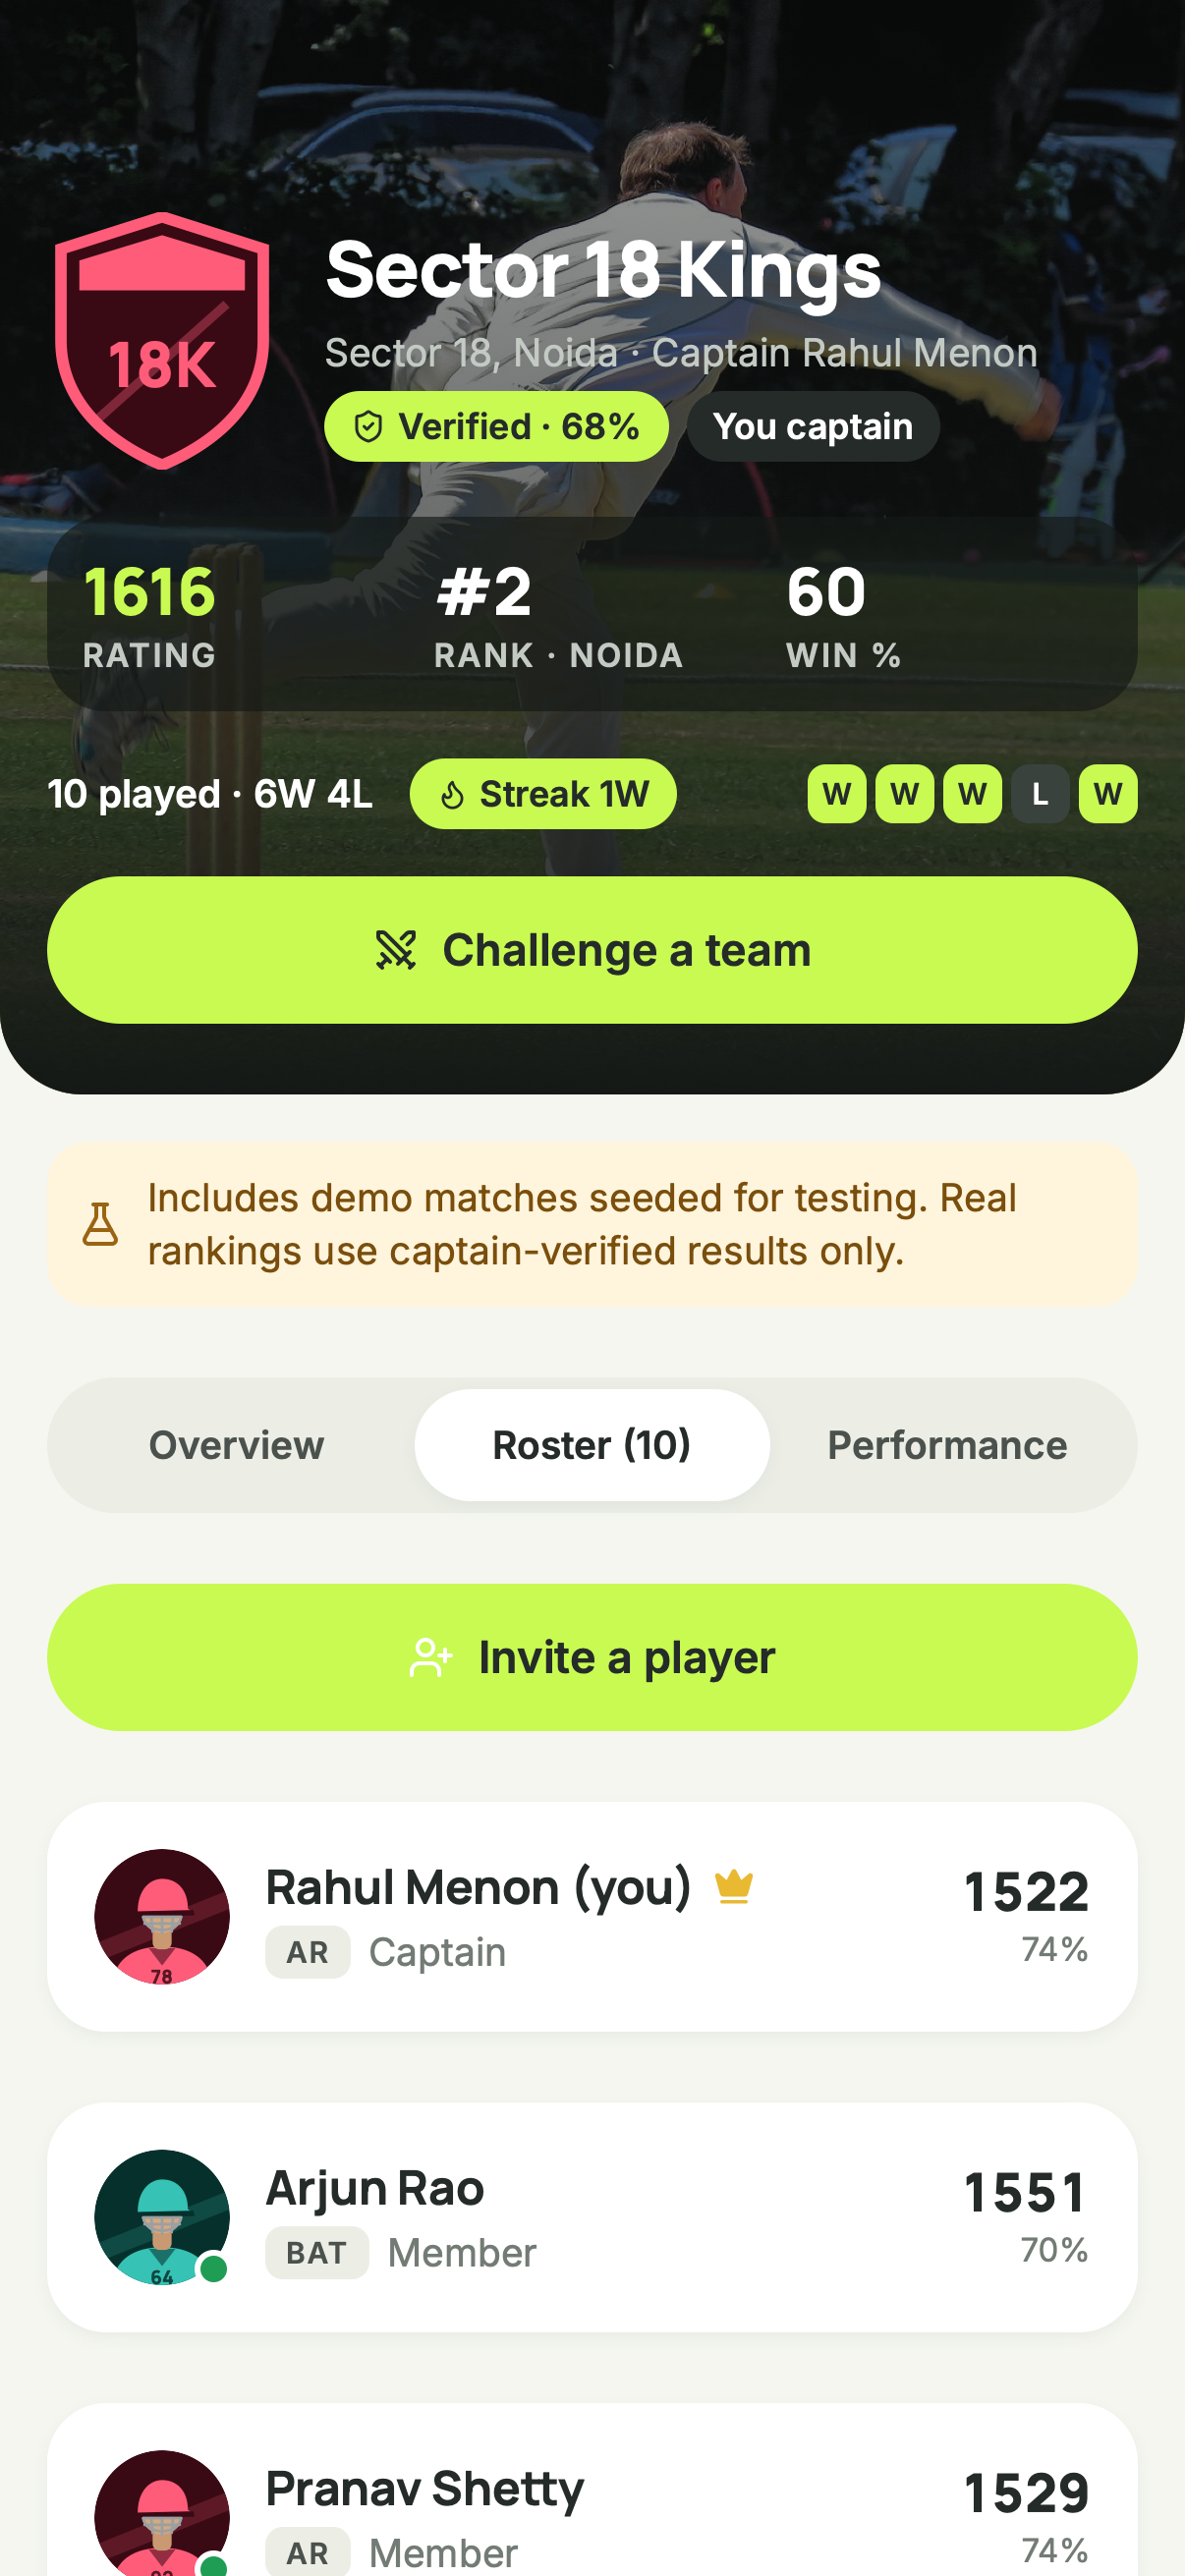 18K
Sector 18 Kings
Sector 18, Noida · Captain Rahul Menon
Verified · 68%
You captain
1616
RATING
#2
RANK · NOIDA
60
WIN %
10 played · 6W 4L
Streak 1W
W W W L W
Challenge a team
Includes demo matches seeded for testing. Real
rankings use captain-verified results only.
Overview
Roster (10)
Performance
Invite a player
78
Rahul Menon (you)
AR Captain
1522
74%
64
Arjun Rao
BAT Member
1551
70%
Pranav Shetty
AR Member
1529
74%